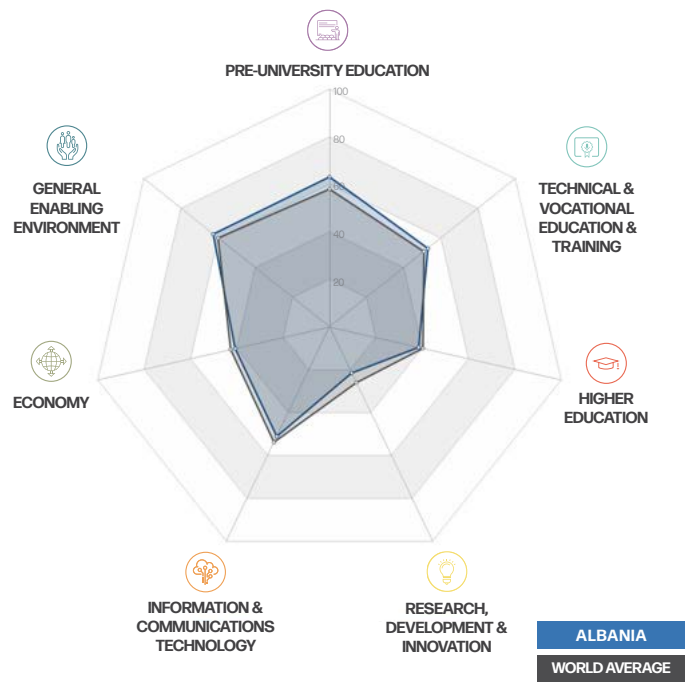 PRE-UNIVERSITY EDUCATION
100
80
60
40
20
TECHNICAL &
VOCATIONAL
EDUCATION &
TRAINING
HIGHER
EDUCATION
RESEARCH,
DEVELOPMENT &
INNOVATION
INFORMATION &
COMMUNICATIONS
TECHNOLOGY
ECONOMY
GENERAL
ENABLING
ENVIRONMENT
ALBANIA
WORLD AVERAGE